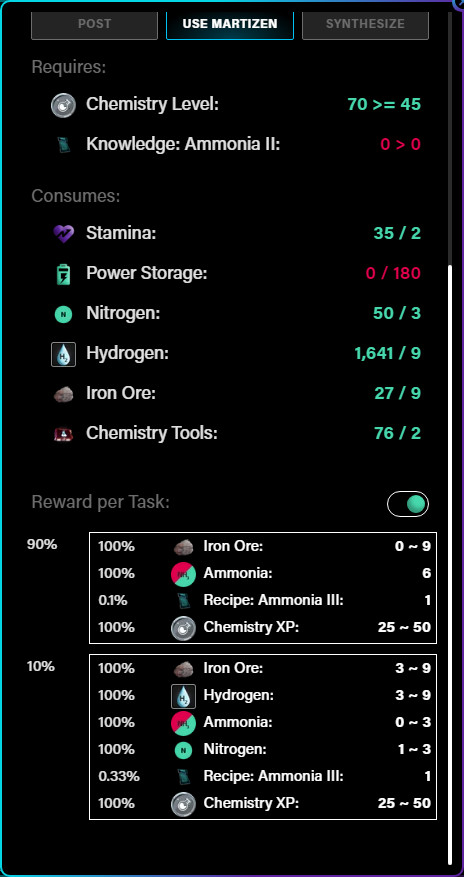 POST USE MARTIZEN SYNTHESIZE
Requires:
Chemistry Level: 70 >= 45
Knowledge: Ammonia II: 0 > 0
Consumes:
Stamina: 35 / 2
Power Storage: 0 / 180
N Nitrogen: 50 / 3
H₂ Hydrogen: 1,641 / 9
Iron Ore: 27 / 9
Chemistry Tools: 76 / 2
Reward per Task:
90%
100% Iron Ore: 0 ~ 9
100% NH₃ Ammonia: 6
0.1% Recipe: Ammonia III: 1
100% Chemistry XP: 25 ~ 50
10%
100% Iron Ore: 3 ~ 9
100% H₂ Hydrogen: 3 ~ 9
100% NH₃ Ammonia: 0 ~ 3
100% N Nitrogen: 1 ~ 3
0.33% Recipe: Ammonia III: 1
100% Chemistry XP: 25 ~ 50